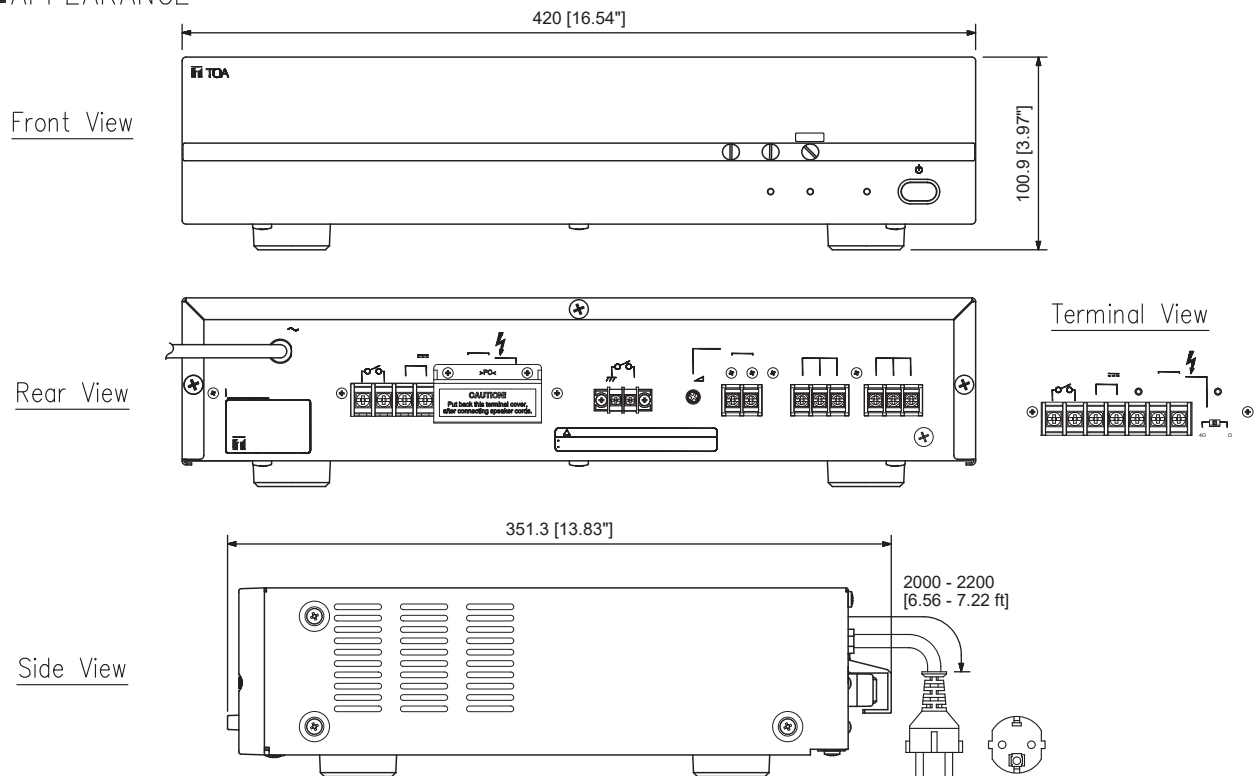 APPEARANCE
420 [16.54"]
TOA
Front View
100.9 [3.97"]
Terminal View
Rear View
>PC<
CAUTION!
Put back this terminal cover,
after connecting speaker cords.
4Ω
Ω
351.3 [13.83"]
2000 - 2200
[6.56 - 7.22 ft]
Side View